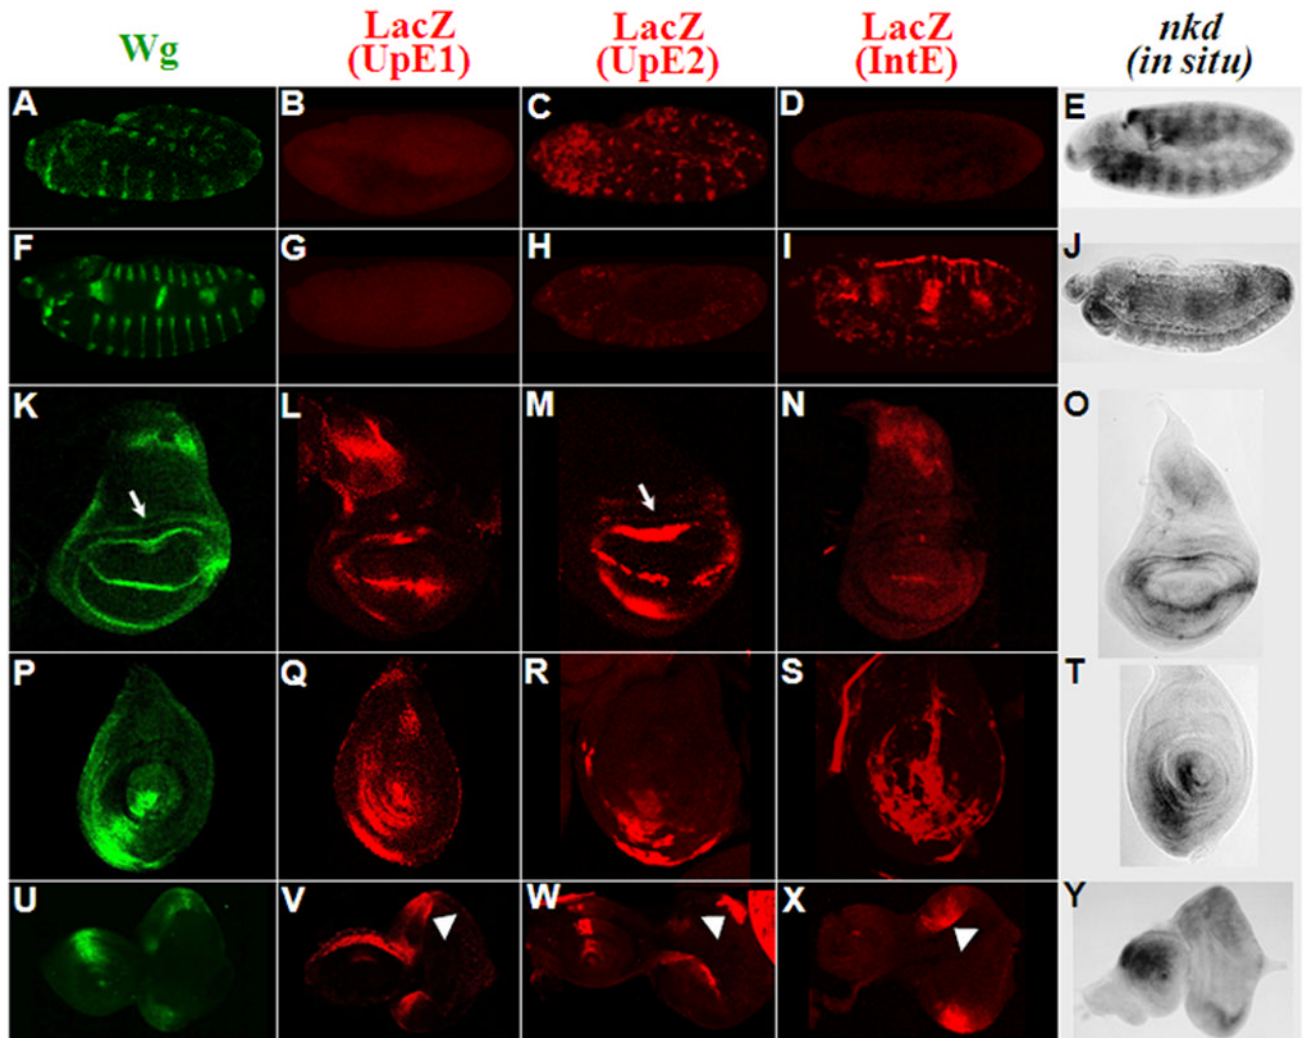 Wg
LacZ
(UpE1)
LacZ
(UpE2)
LacZ
(IntE)
nkd
(in situ)
A B C D E
F G H I J
K L M N O
P Q R S T
U V W X Y